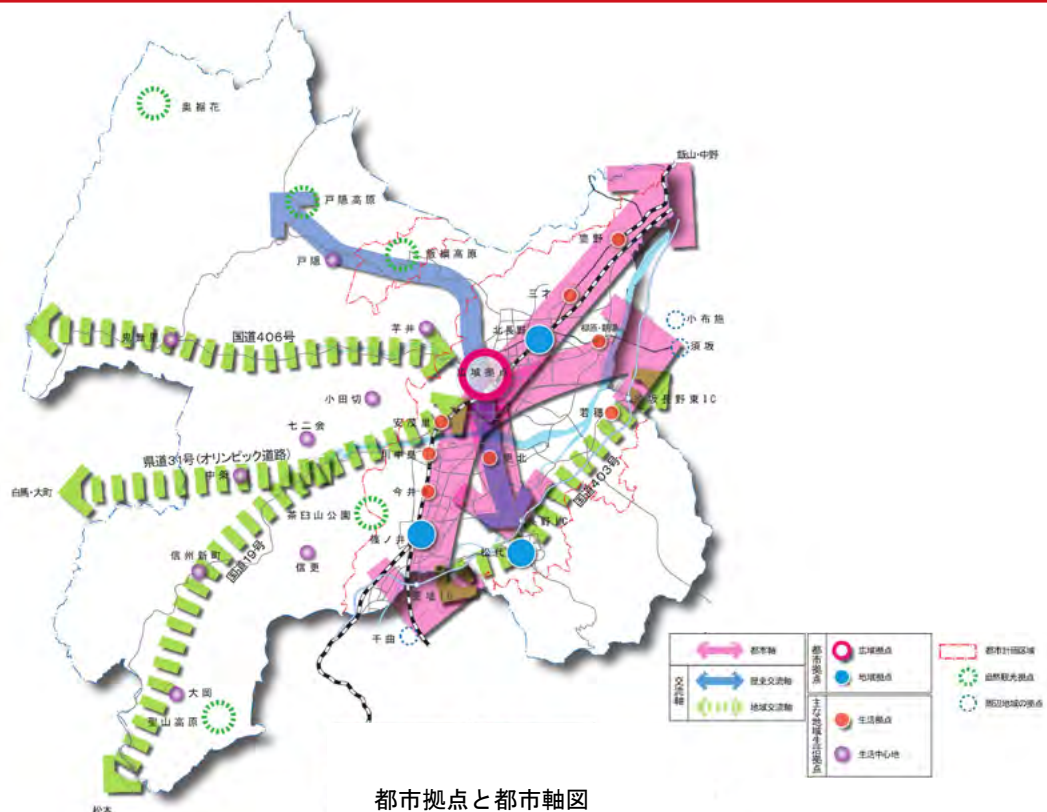 奥裾花
飯山・中野
戸隠高原
豊野
飯綱高原
戸隠
三才
小布施
北長野
柳原・朝陽
須坂
芋井
国道406号
鬼無里
広域拠点
小田切
須坂長野東IC
若穂
安茂里
七二会
川中島
更北
県道31号(オリンピック道路)
国道403号
中条
白馬・大町
今井
茶臼山公園
長野IC
篠ノ井
松代
国道19号
信州新町
信更
千曲
大岡
聖山高原
松本
都市軸
交流軸
歴史交流軸
地域交流軸
都市拠点
広域拠点
地域拠点
主な地域生活拠点
生活拠点
生活中心地
都市計画区域
自然観光拠点
周辺地域の拠点
都市拠点と都市軸図